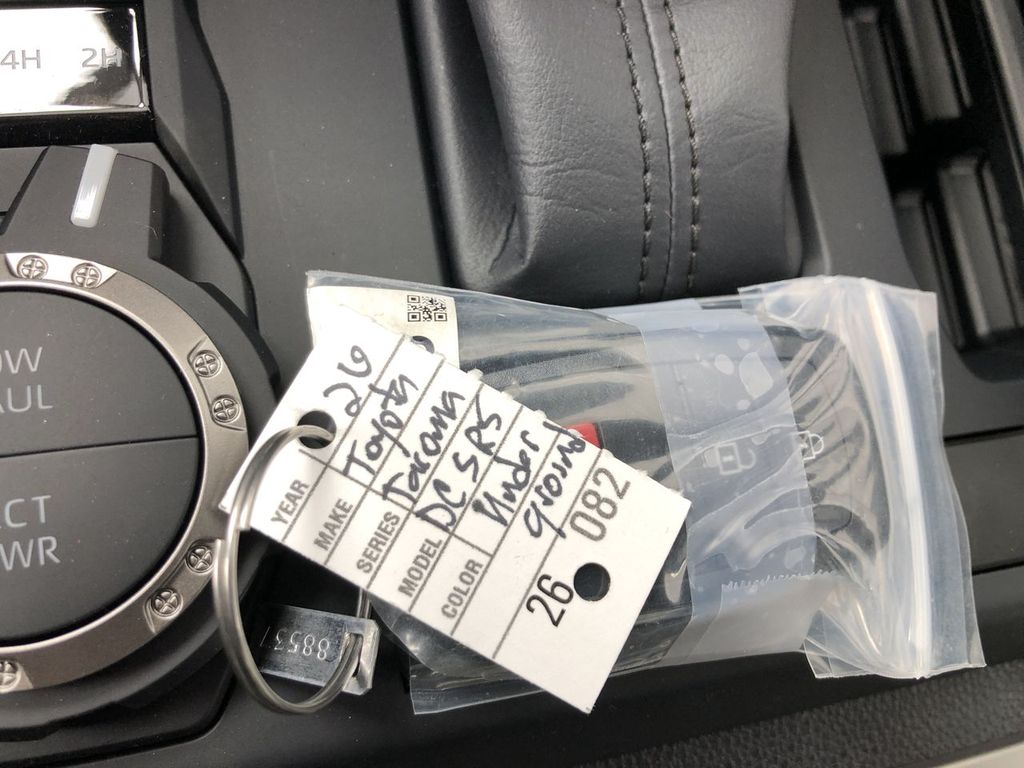 4H 2H
OW
AUL
ECT
WR
YEAR 26
MAKE Toyota
SERIES Tacoma
MODEL DC SR5
COLOR Under
ground
26 082
88537